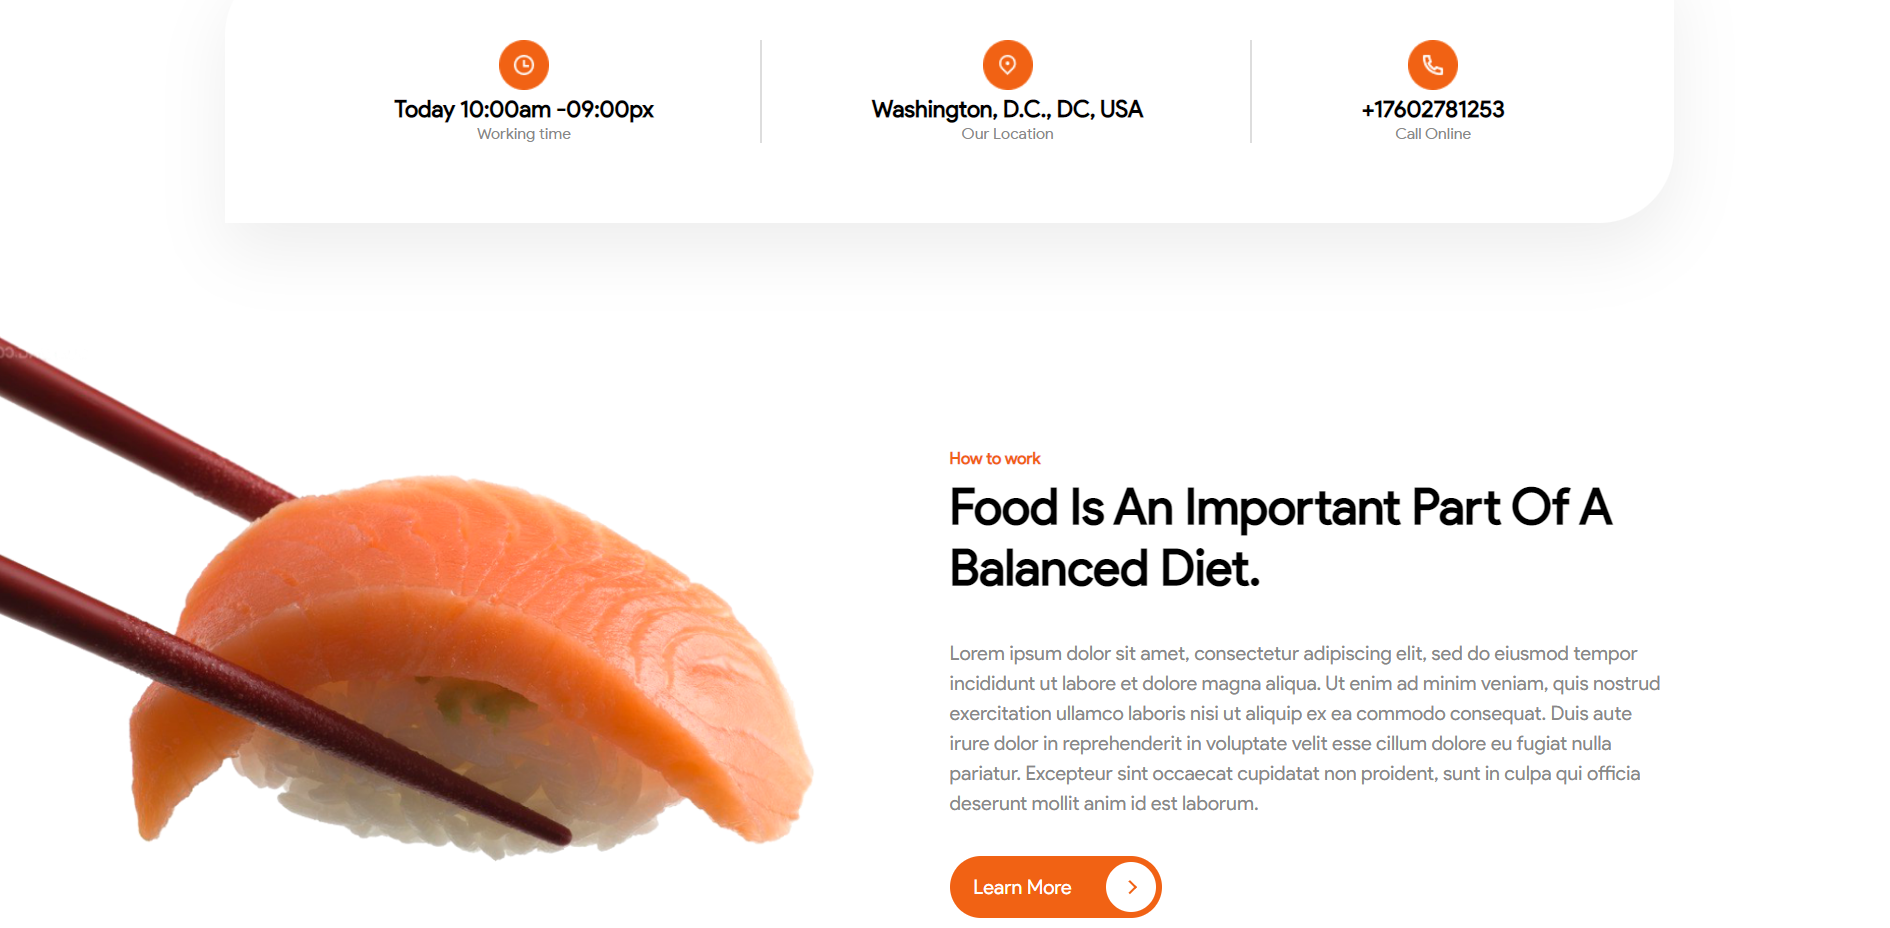 Today 10:00am -09:00px
Working time
Washington, D.C., DC, USA
Our Location
+17602781253
Call Online
How to work
Food Is An Important Part Of A
Balanced Diet.
Lorem ipsum dolor sit amet, consectetur adipiscing elit, sed do eiusmod tempor
incididunt ut labore et dolore magna aliqua. Ut enim ad minim veniam, quis nostrud
exercitation ullamco laboris nisi ut aliquip ex ea commodo consequat. Duis aute
irure dolor in reprehenderit in voluptate velit esse cillum dolore eu fugiat nulla
pariatur. Excepteur sint occaecat cupidatat non proident, sunt in culpa qui officia
deserunt mollit anim id est laborum.
Learn More